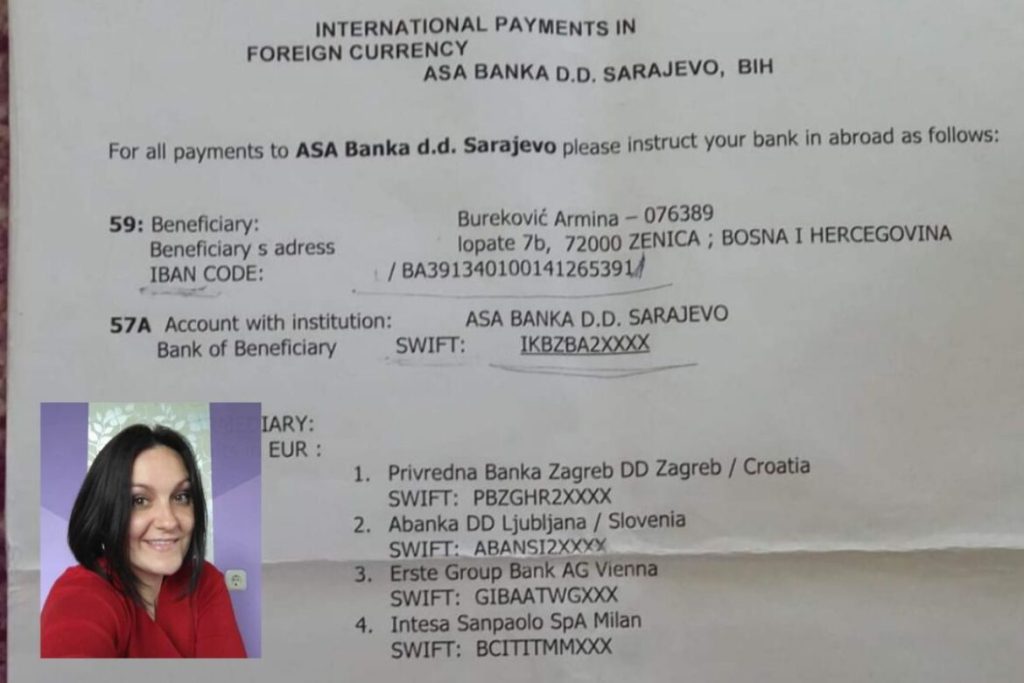 INTERNATIONAL PAYMENTS IN
FOREIGN CURRENCY
ASA BANKA D.D. SARAJEVO, BIH
For all payments to ASA Banka d.d. Sarajevo please instruct your bank in abroad as follows:
59: Beneficiary: Bureković Armina – 076389
Beneficiary s adress lopate 7b, 72000 ZENICA ; BOSNA I HERCEGOVINA
IBAN CODE: / BA391340100141265391/
57A Account with institution: ASA BANKA D.D. SARAJEVO
Bank of Beneficiary SWIFT: IKBZBA2XXXX
MEDIARY:
EUR :
1. Privredna Banka Zagreb DD Zagreb / Croatia
SWIFT: PBZGHR2XXXX
2. Abanka DD Ljubljana / Slovenia
SWIFT: ABANSI2XXXX
3. Erste Group Bank AG Vienna
SWIFT: GIBAATWGXXX
4. Intesa Sanpaolo SpA Milan
SWIFT: BCITITMMXXX